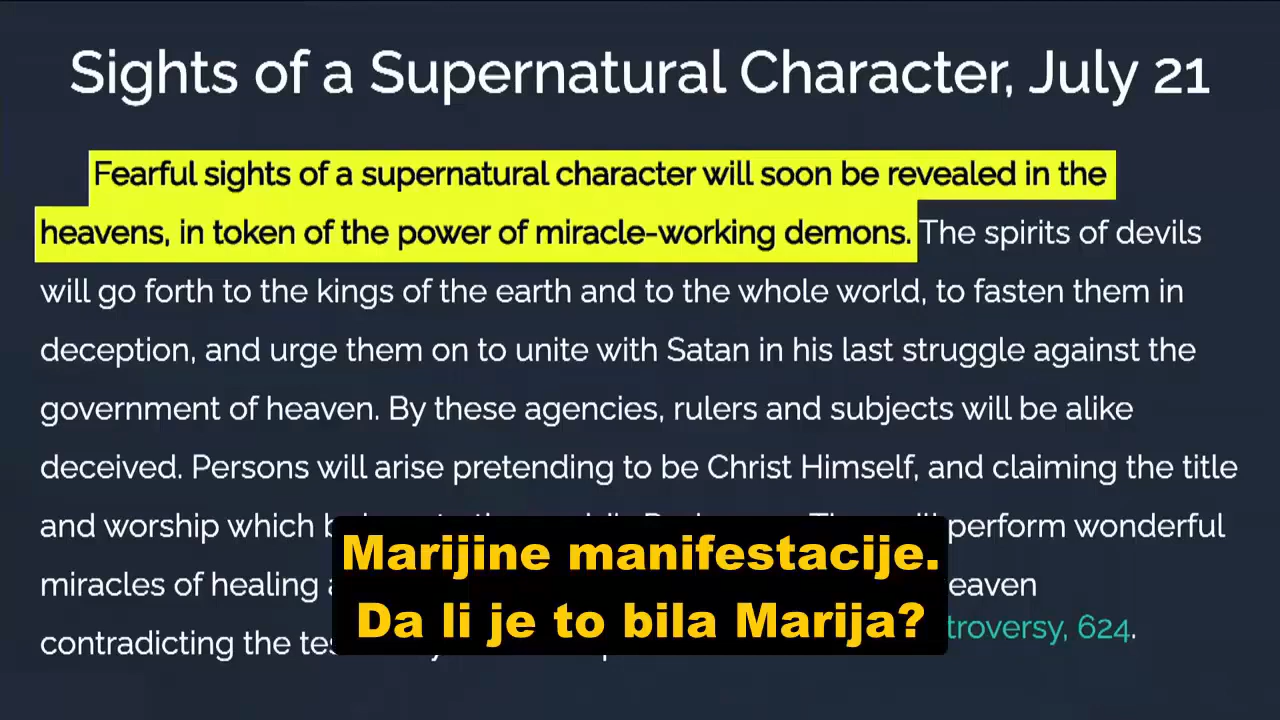 Sights of a Supernatural Character, July 21
Fearful sights of a supernatural character will soon be revealed in the
heavens, in token of the power of miracle-working demons. The spirits of devils
will go forth to the kings of the earth and to the whole world, to fasten them in
deception, and urge them on to unite with Satan in his last struggle against the
government of heaven. By these agencies, rulers and subjects will be alike
deceived. Persons will arise pretending to be Christ Himself, and claiming the title
and worship which perform wonderful
miracles of healing
contradicting the
Marijine manifestacije.
Da li je to bila Marija?
624.